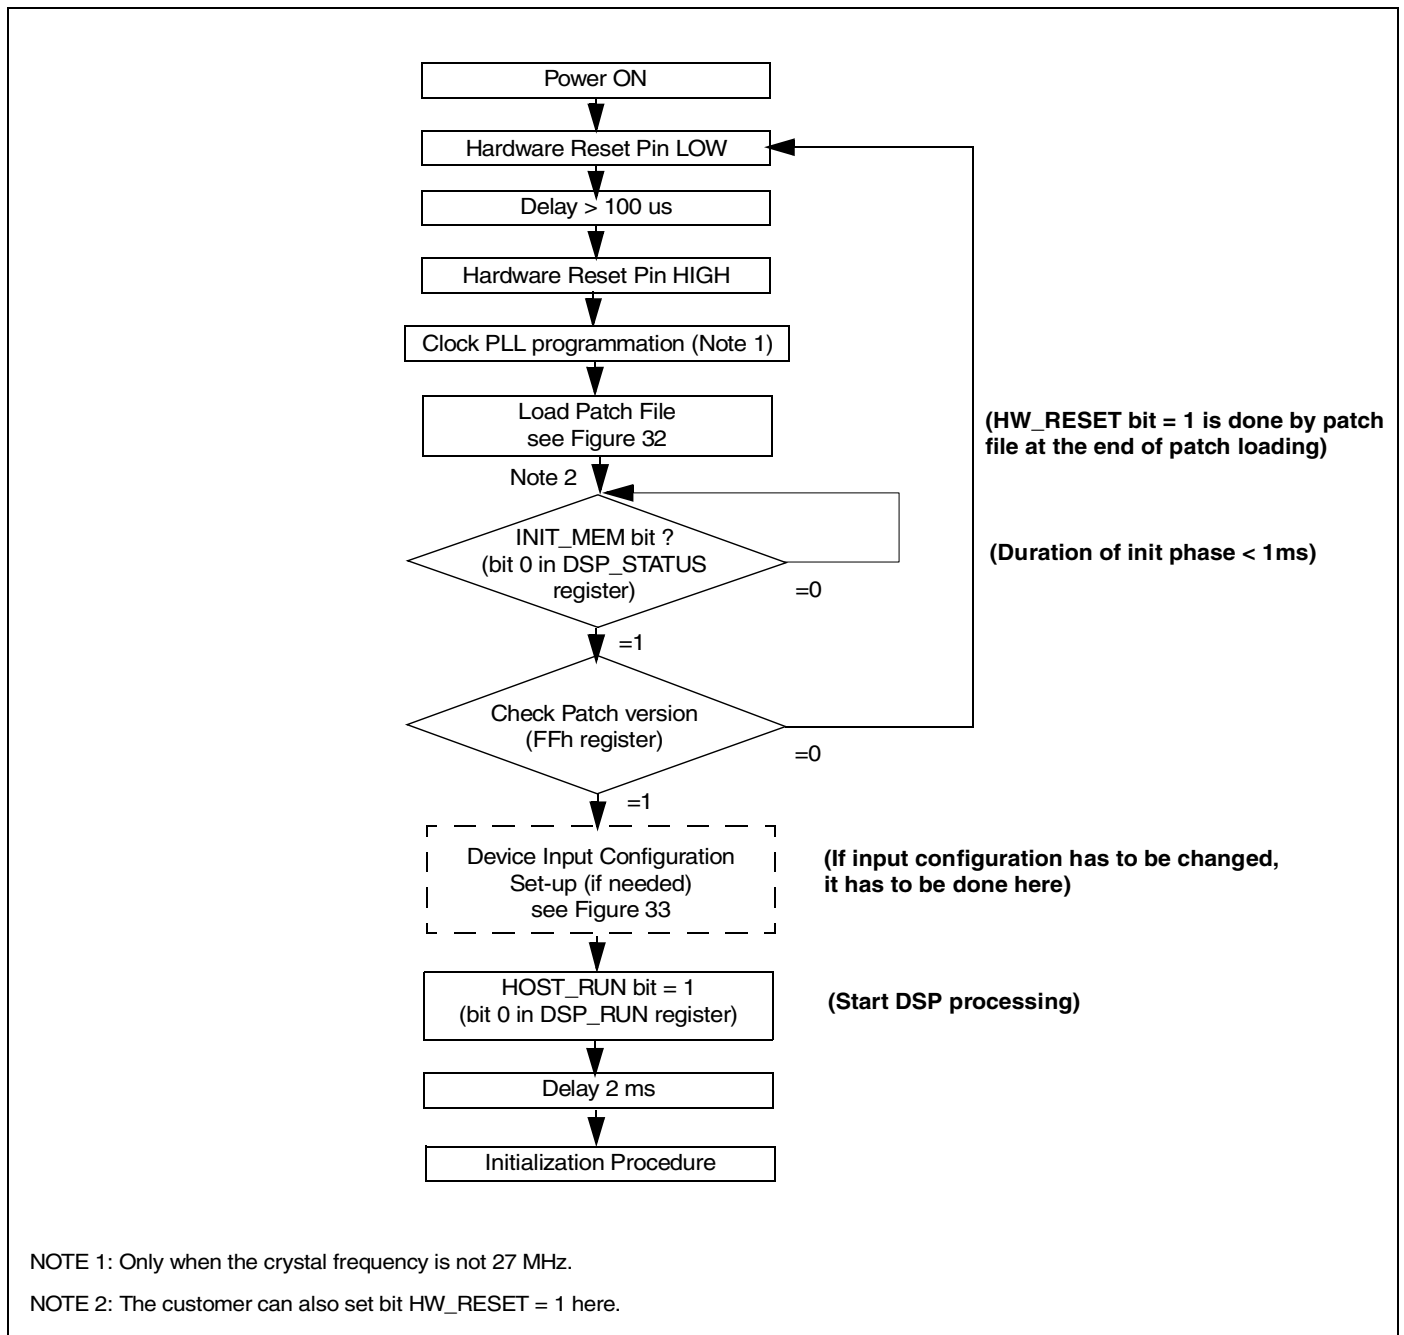 Power ON
Hardware Reset Pin LOW
Delay > 100 us
Hardware Reset Pin HIGH
Clock PLL programmation (Note 1)
Load Patch File
see Figure 32
(HW_RESET bit = 1 is done by patch
file at the end of patch loading)
Note 2
INIT_MEM bit ?
(bit 0 in DSP_STATUS
register)
(Duration of init phase < 1ms)
=0
=1
Check Patch version
(FFh register)
=0
=1
Device Input Configuration
Set-up (if needed)
see Figure 33
(If input configuration has to be changed,
it has to be done here)
HOST_RUN bit = 1
(bit 0 in DSP_RUN register)
(Start DSP processing)
Delay 2 ms
Initialization Procedure
NOTE 1: Only when the crystal frequency is not 27 MHz.
NOTE 2: The customer can also set bit HW_RESET = 1 here.